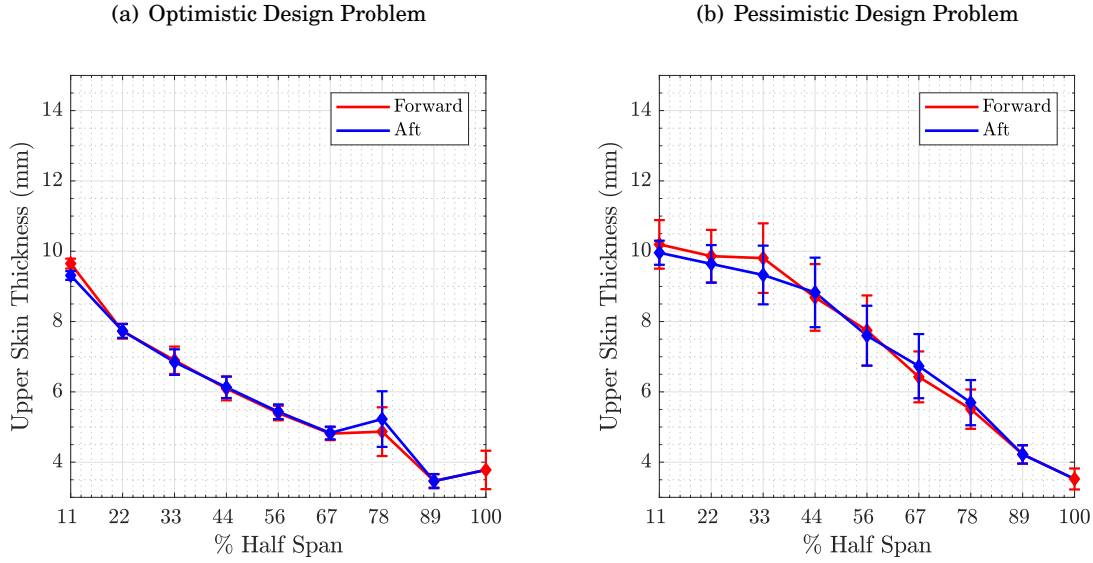 (a) Optimistic Design Problem
(b) Pessimistic Design Problem
Upper Skin Thickness (mm)
14
12
10
8
6
4
Forward
Aft
11 22 33 44 56 67 78 89 100
% Half Span
Upper Skin Thickness (mm)
14
12
10
8
6
4
Forward
Aft
11 22 33 44 56 67 78 89 100
% Half Span